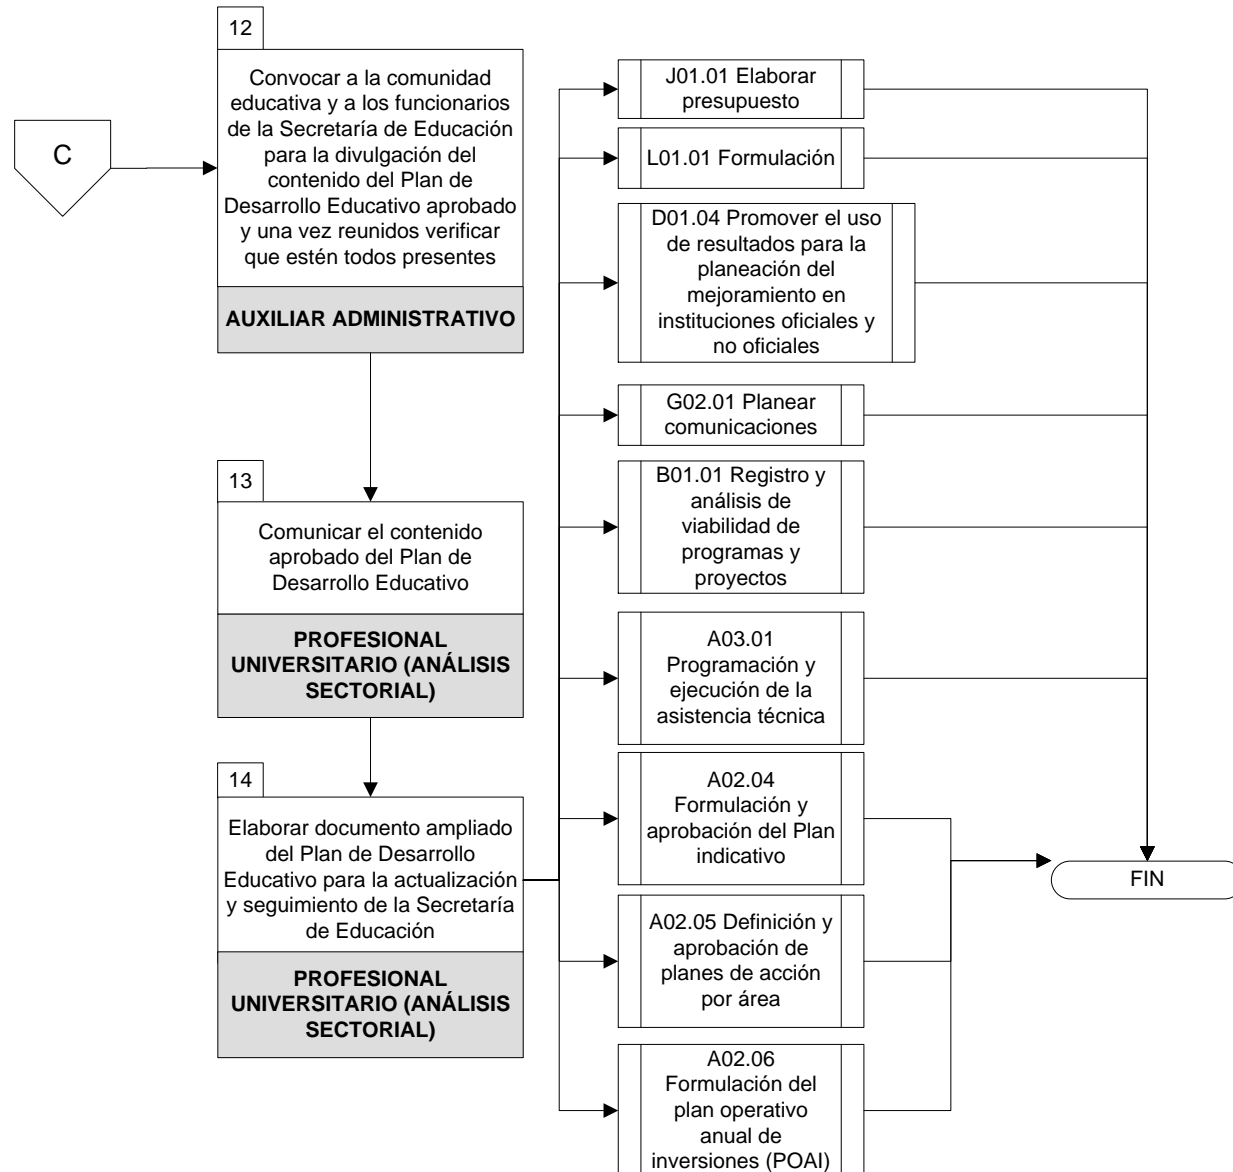 12
Convocar a la comunidad
educativa y a los funcionarios
de la Secretaría de Educación
para la divulgación del
contenido del Plan de
Desarrollo Educativo aprobado
y una vez reunidos verificar
que estén todos presentes
AUXILIAR ADMINISTRATIVO
C
13
Comunicar el contenido
aprobado del Plan de
Desarrollo Educativo
PROFESIONAL
UNIVERSITARIO (ANÁLISIS
SECTORIAL)
14
Elaborar documento ampliado
del Plan de Desarrollo
Educativo para la actualización
y seguimiento de la Secretaría
de Educación
PROFESIONAL
UNIVERSITARIO (ANÁLISIS
SECTORIAL)
J01.01 Elaborar
presupuesto
L01.01 Formulación
D01.04 Promover el uso
de resultados para la
planeación del
mejoramiento en
instituciones oficiales y
no oficiales
G02.01 Planear
comunicaciones
B01.01 Registro y
análisis de
viabilidad de
programas y
proyectos
A03.01
Programación y
ejecución de la
asistencia técnica
A02.04
Formulación y
aprobación del Plan
indicativo
A02.05 Definición y
aprobación de
planes de acción
por área
A02.06
Formulación del
plan operativo
anual de
inversiones (POAI)
FIN